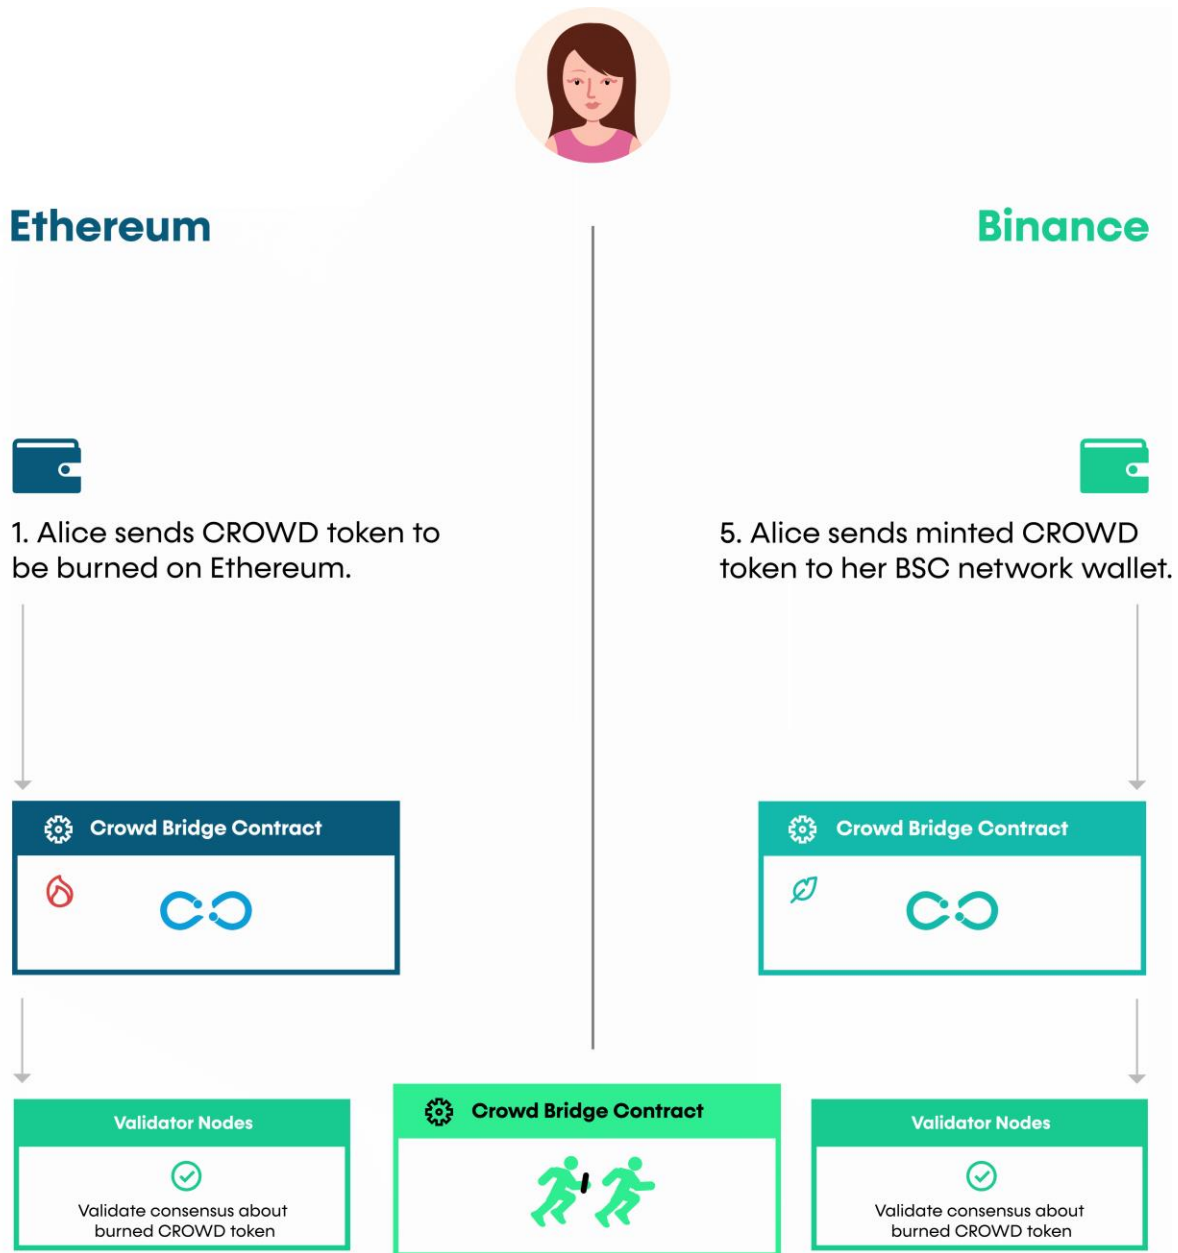 Ethereum
Binance
1. Alice sends CROWD token to
be burned on Ethereum.
5. Alice sends minted CROWD
token to her BSC network wallet.
Crowd Bridge Contract
Crowd Bridge Contract
Validator Nodes
Validate consensus about
burned CROWD token
Crowd Bridge Contract
Validator Nodes
Validate consensus about
burned CROWD token